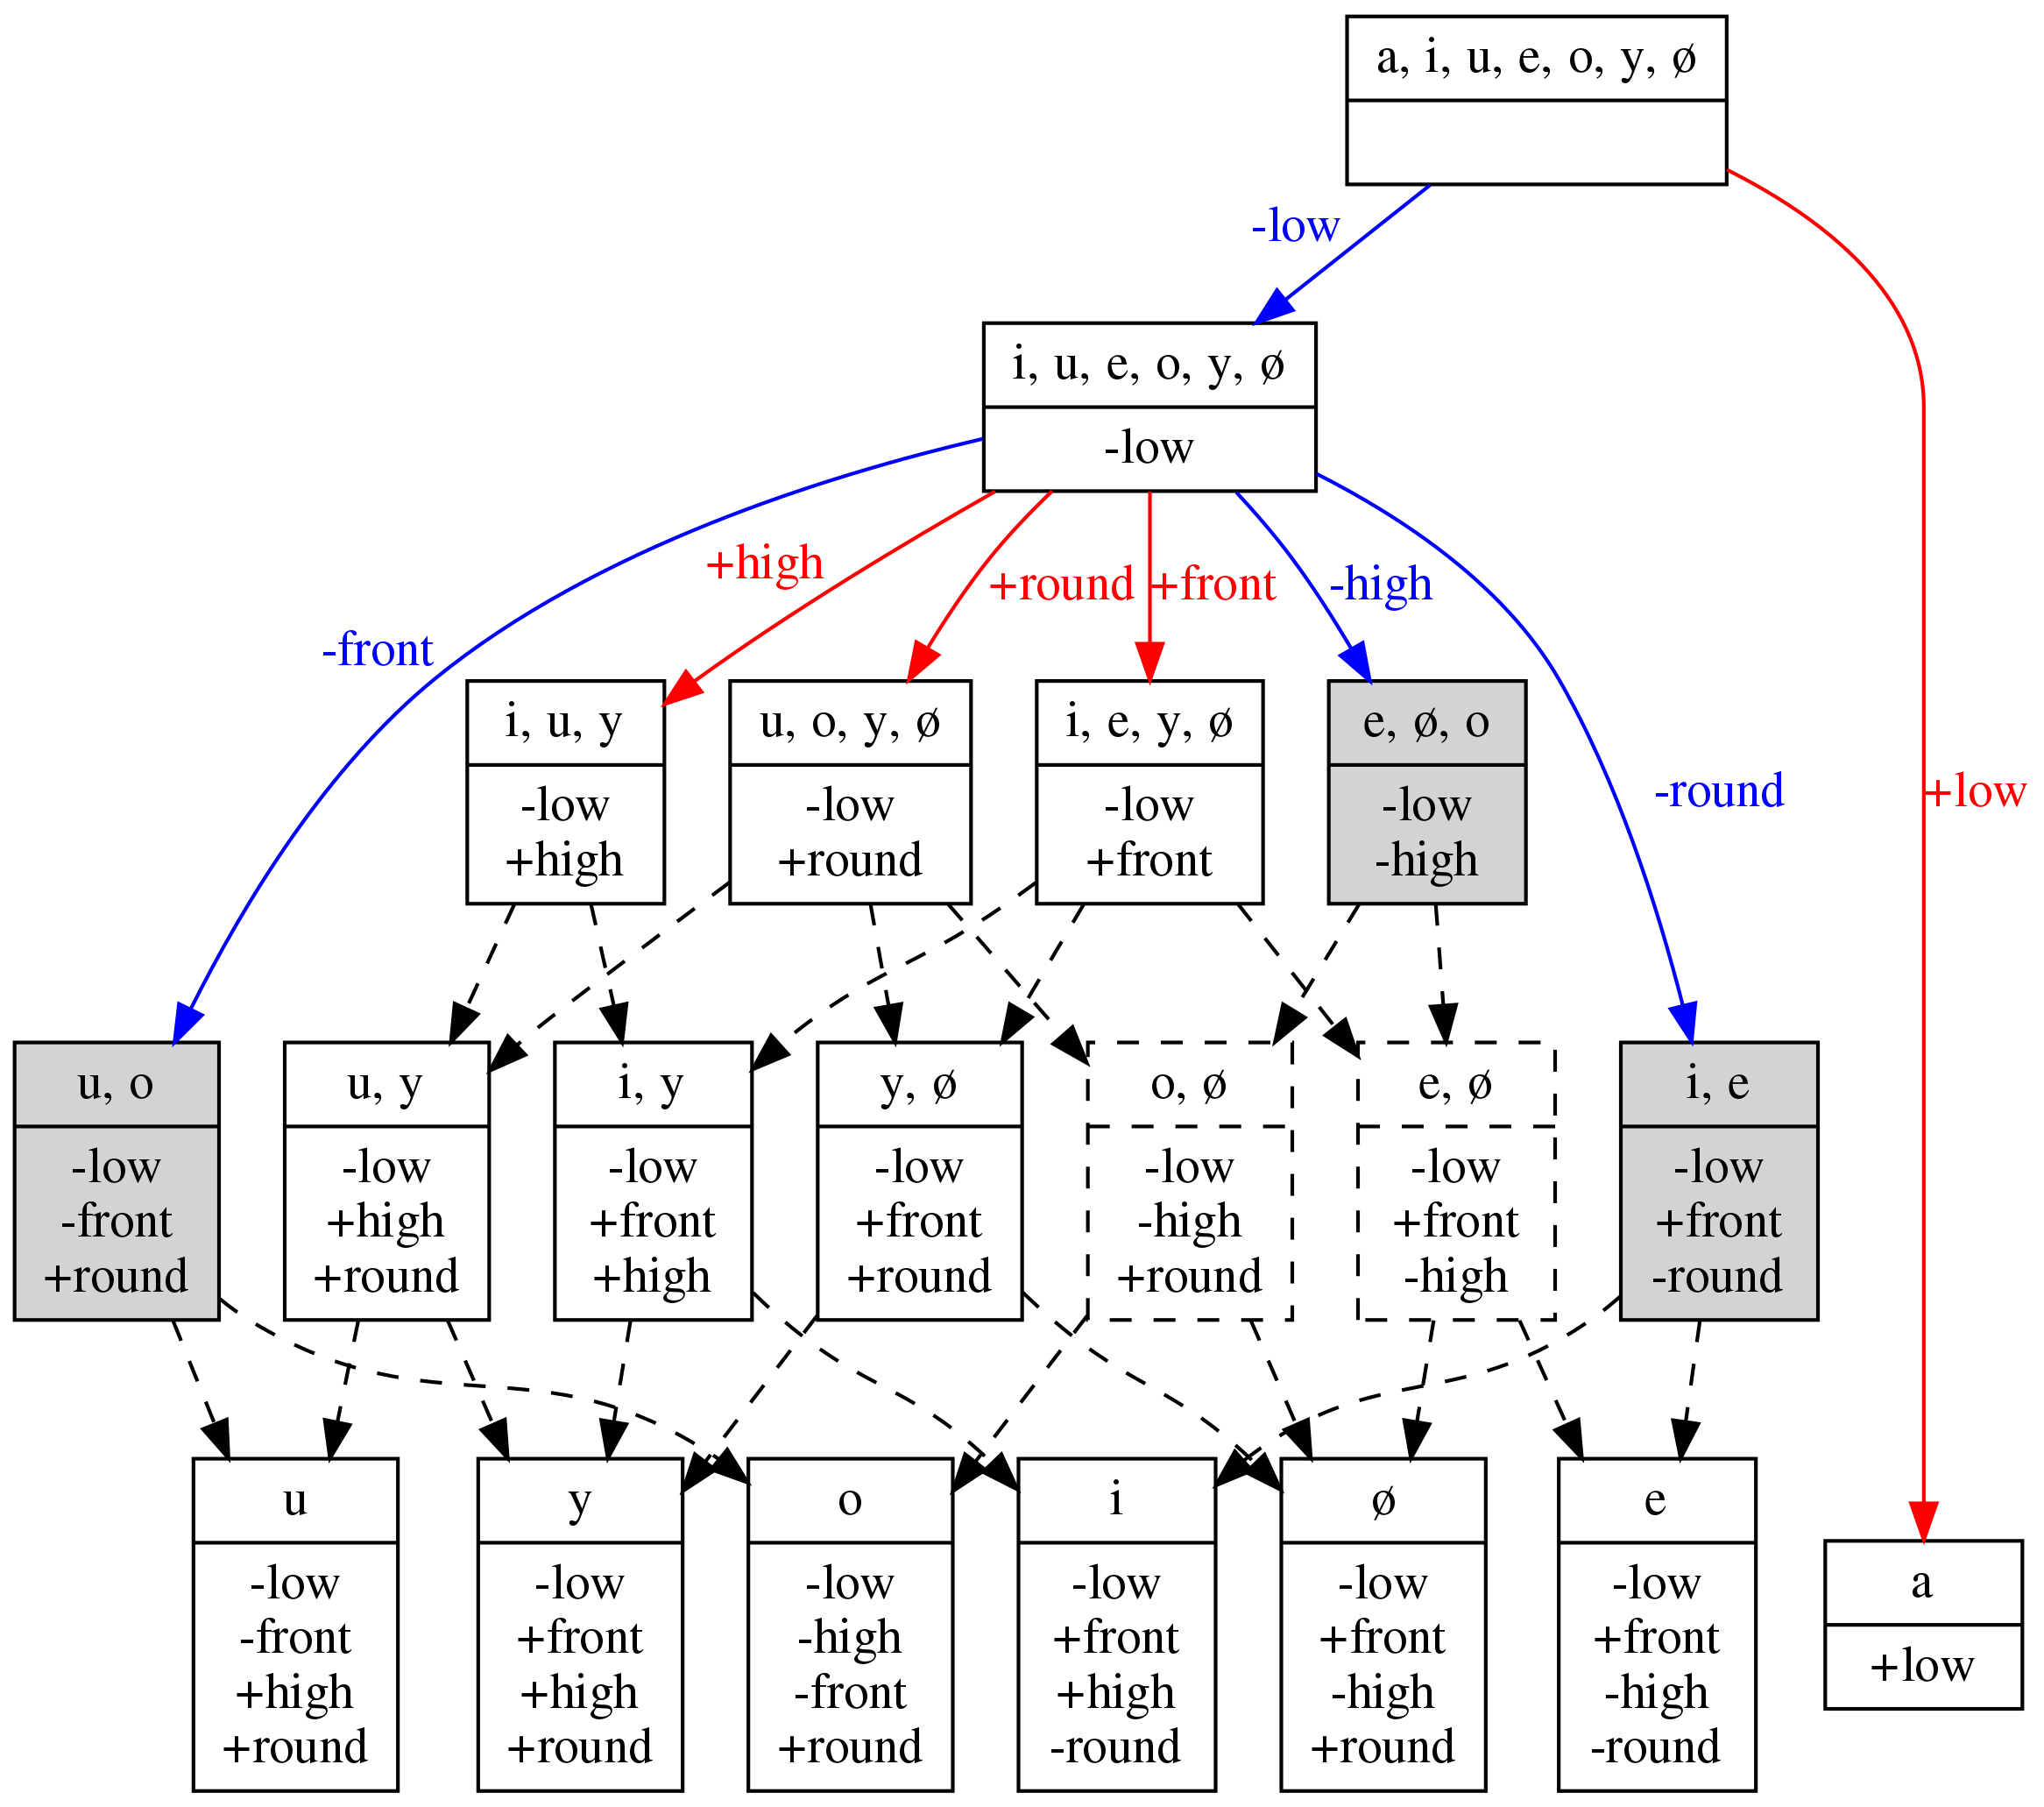 a, i, u, e, o, y, ø
-low
i, u, e, o, y, ø
-low
-front
+high
+round
+front
-high
-round
+low
i, u, y
-low
+high
u, o, y, ø
-low
+round
i, e, y, ø
-low
+front
e, ø, o
-low
-high
u, o
-low
-front
+round
u, y
-low
+high
+round
i, y
-low
+front
+high
y, ø
-low
+front
+round
o, ø
-low
-high
+round
e, ø
-low
+front
-high
i, e
-low
+front
-round
u
-low
-front
+high
+round
y
-low
+front
+high
+round
o
-low
-high
-front
+round
i
-low
+front
+high
-round
ø
-low
+front
-high
+round
e
-low
+front
-high
-round
a
+low